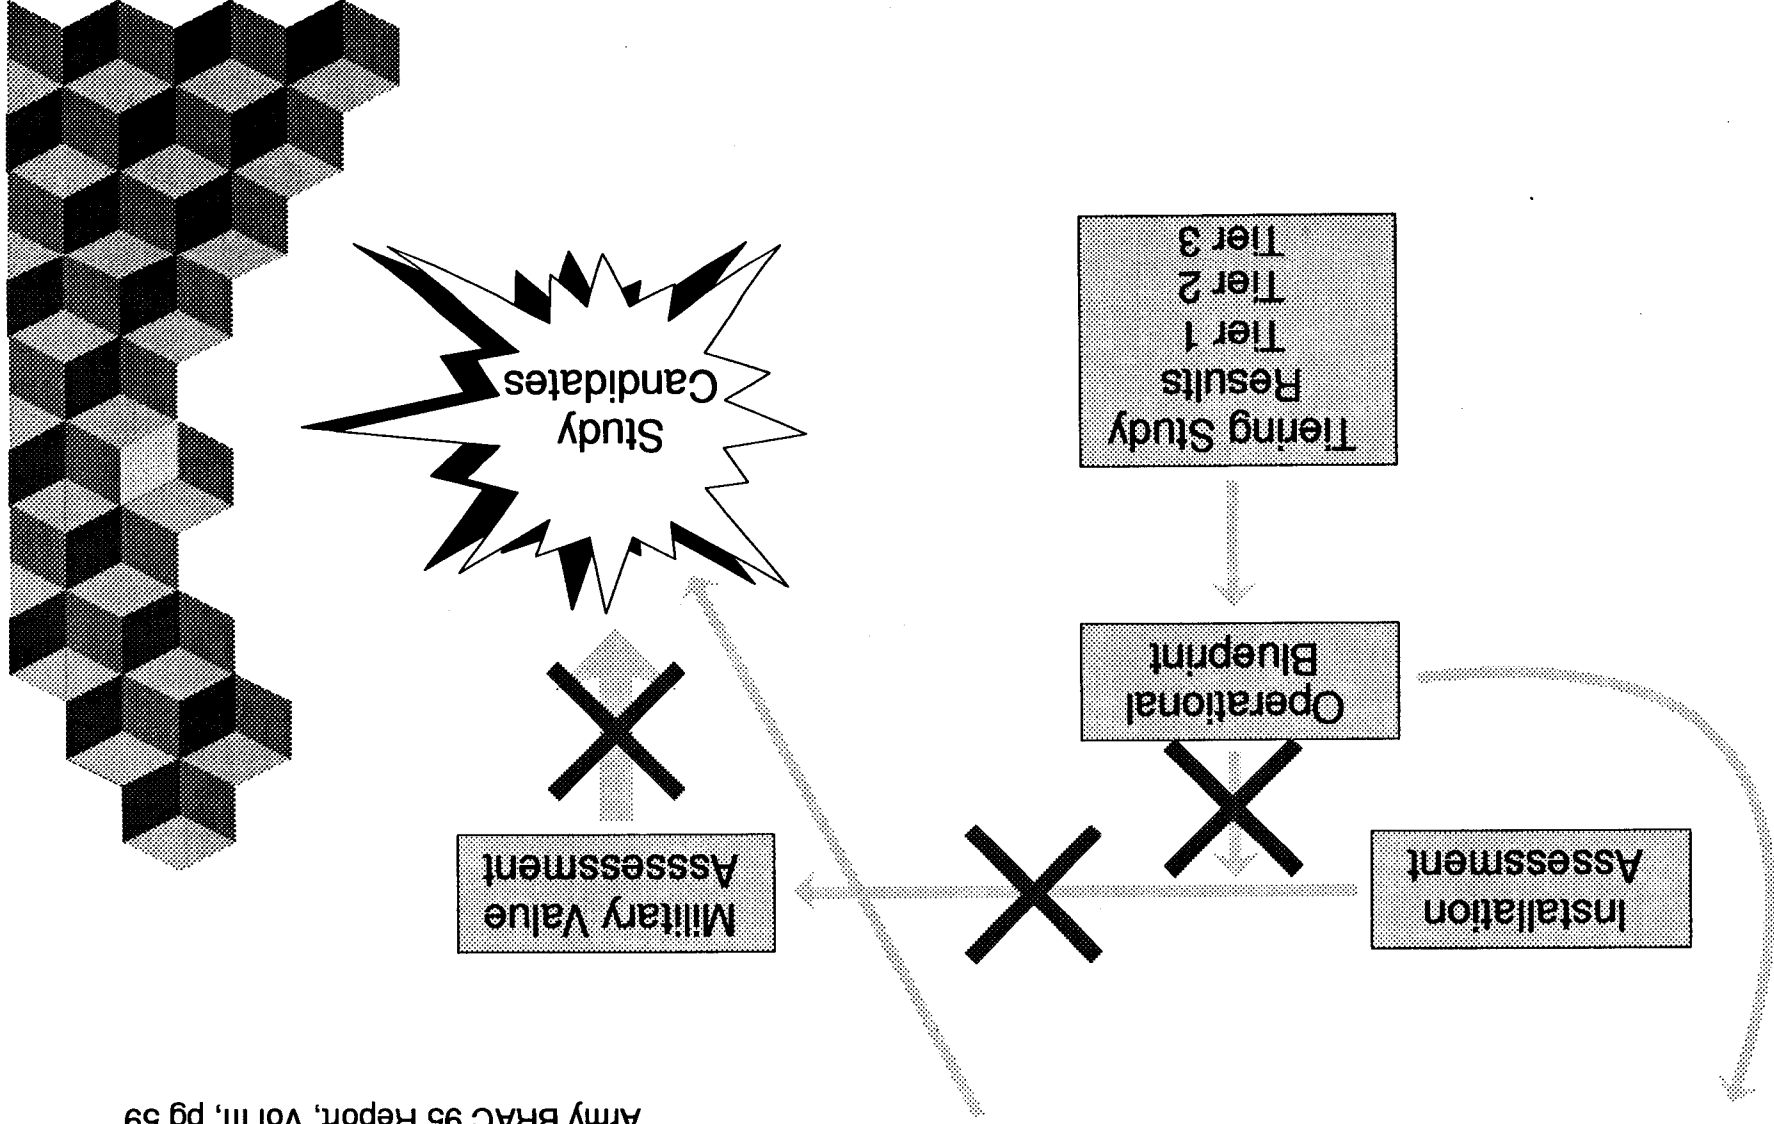 Army BRAC 95 Report, Vol III, pg 59
Installation
Assessment
Military Value
Asssessment
Operational
Blueprint
Tiering Study
Results
Tier 1
Tier 2
Tier 3
Study
Candidates